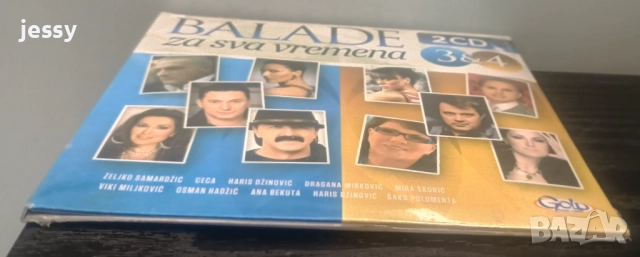 jessy
BALADE
za sva vremena
2CD
3&4
ŽELJKO SAMARDŽIĆ CECA HARIS DŽINOVIĆ DRAGANA MIRKOVIĆ MIRA ŠKORIĆ
VIKI MILJKOVIĆ OSMAN HADŽIĆ ANA BEKUTA HARIS DŽINOVIĆ SAKO POLUMENTA
Gold
BAZAR
bg